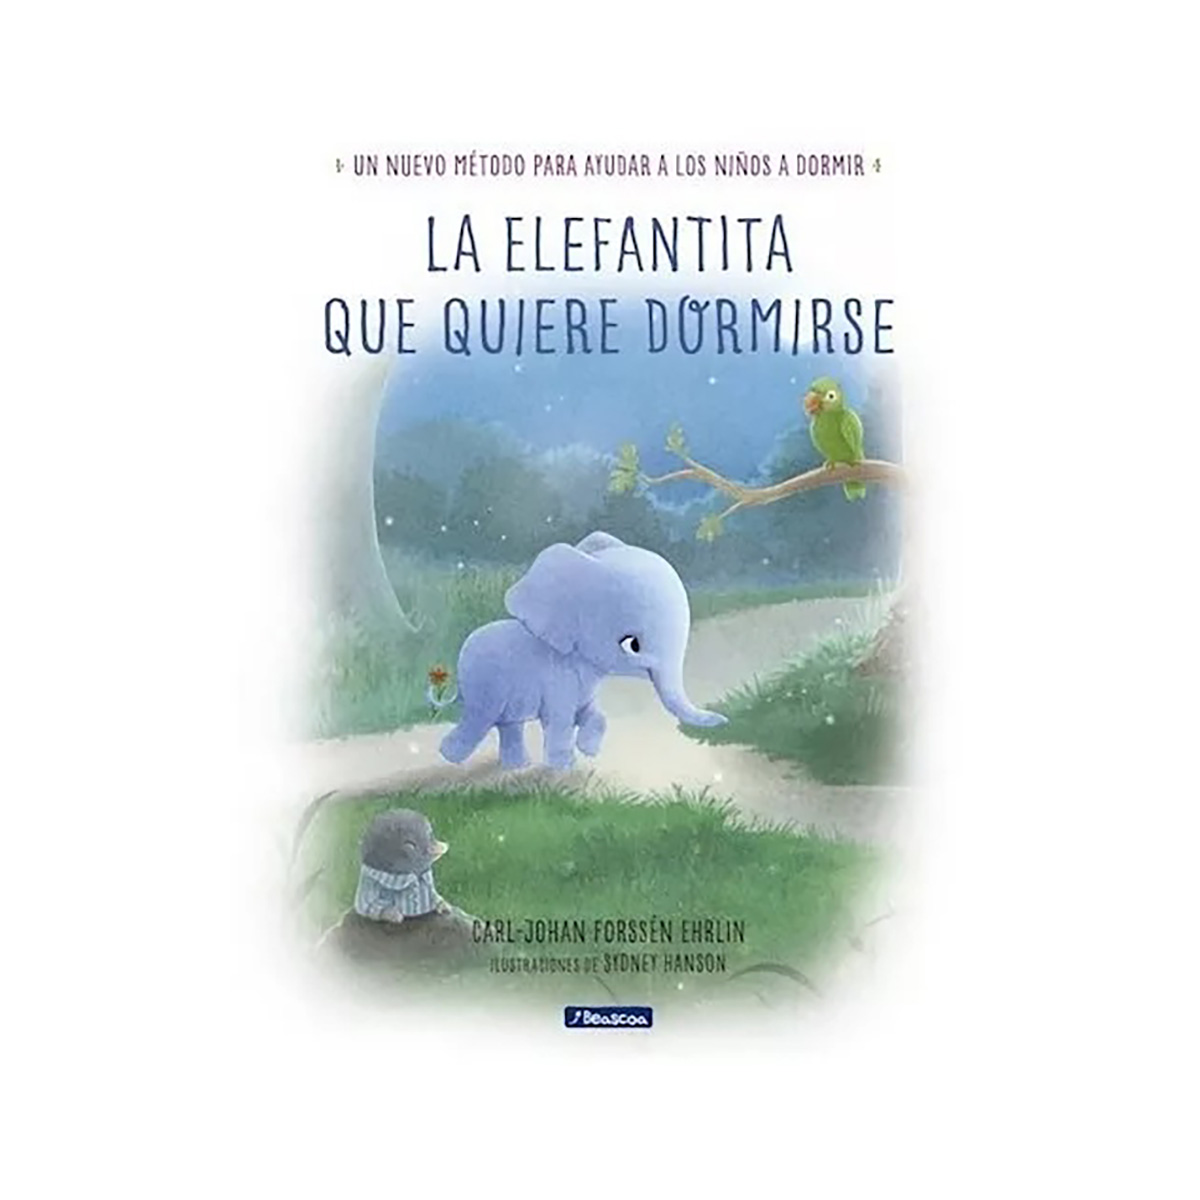 UN NUEVO MÉTODO PARA AYUDAR A LOS NIÑOS A DORMIR
LA ELEFANTITA
QUE QUIERE DORMIRSE
CARL-JOHAN FORSSÉN EHRLIN
ILUSTRACIONES DE SYDNEY HANSON
Beascoa